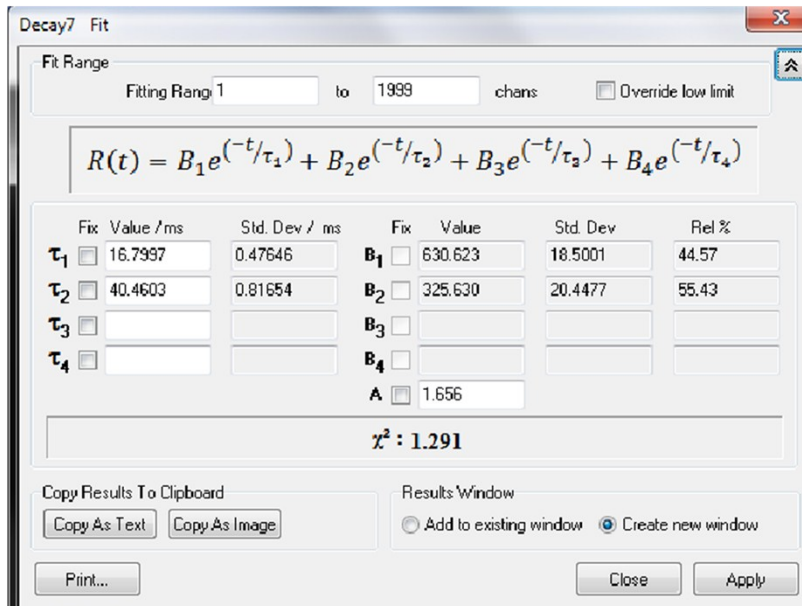 Decay7 Fit
Fit Range
Fitting Rang 1 to 1999 chans Override low limit
R(t) = B₁e^(-t/τ₁) + B₂e^(-t/τ₂) + B₃e^(-t/τ₃) + B₄e^(-t/τ₄)
Fix Value / ms Std. Dev / ms Fix Value Std. Dev Rel %
τ₁ 16.7997 0.47646 B₁ 630.623 18.5001 44.57
τ₂ 40.4603 0.81654 B₂ 325.630 20.4477 55.43
τ₃ B₃
τ₄ B₄
A 1.656
χ² : 1.291
Copy Results To Clipboard Results Window
Copy As Text Copy As Image Add to existing window Create new window
Print... Close Apply